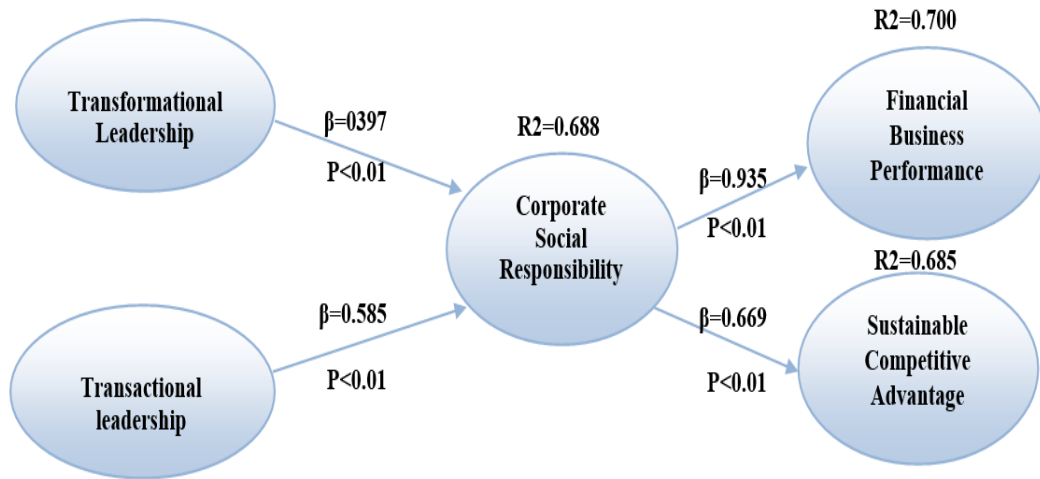 Transformational
Leadership
β=0397
P<0.01
Transactional
leadership
β=0.585
P<0.01
R2=0.688
Corporate
Social
Responsibility
β=0.935
P<0.01
β=0.669
P<0.01
R2=0.700
Financial
Business
Performance
R2=0.685
Sustainable
Competitive
Advantage